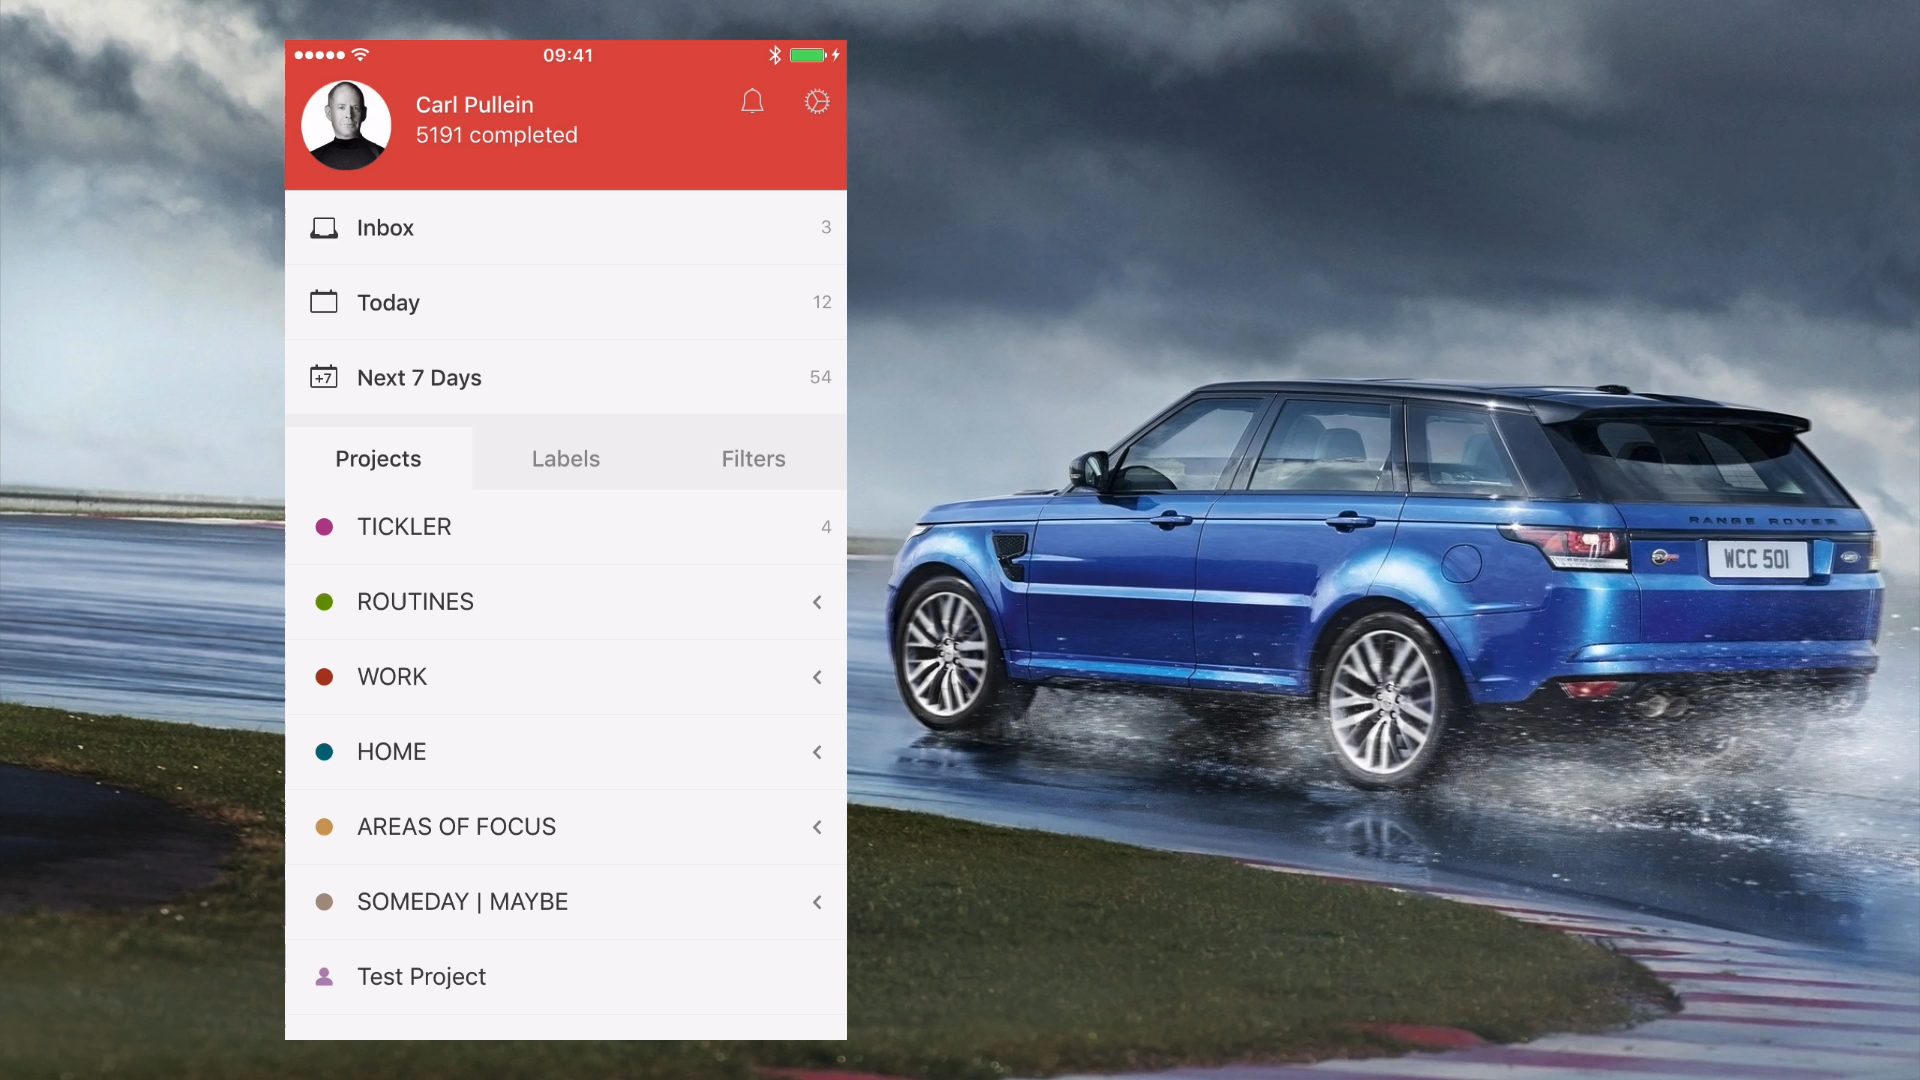 09:41
Carl Pullein
5191 completed
Inbox 3
Today 12
+7 Next 7 Days 54
Projects Labels Filters
TICKLER 4
ROUTINES
WORK
HOME
AREAS OF FOCUS
SOMEDAY | MAYBE
Test Project
RANGE ROVER
WCC 501